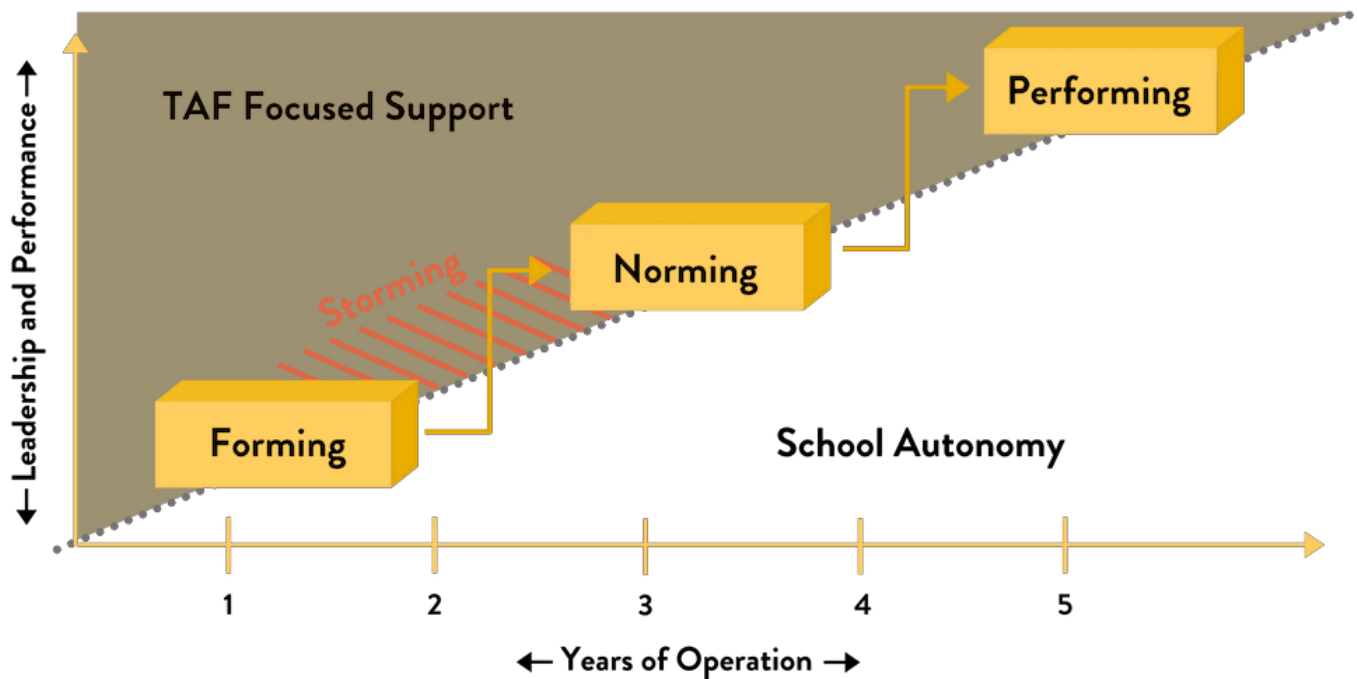 TAF Focused Support
Performing
← Leadership and Performance →
Storming
Norming
Forming
School Autonomy
1 2 3 4 5
← Years of Operation →